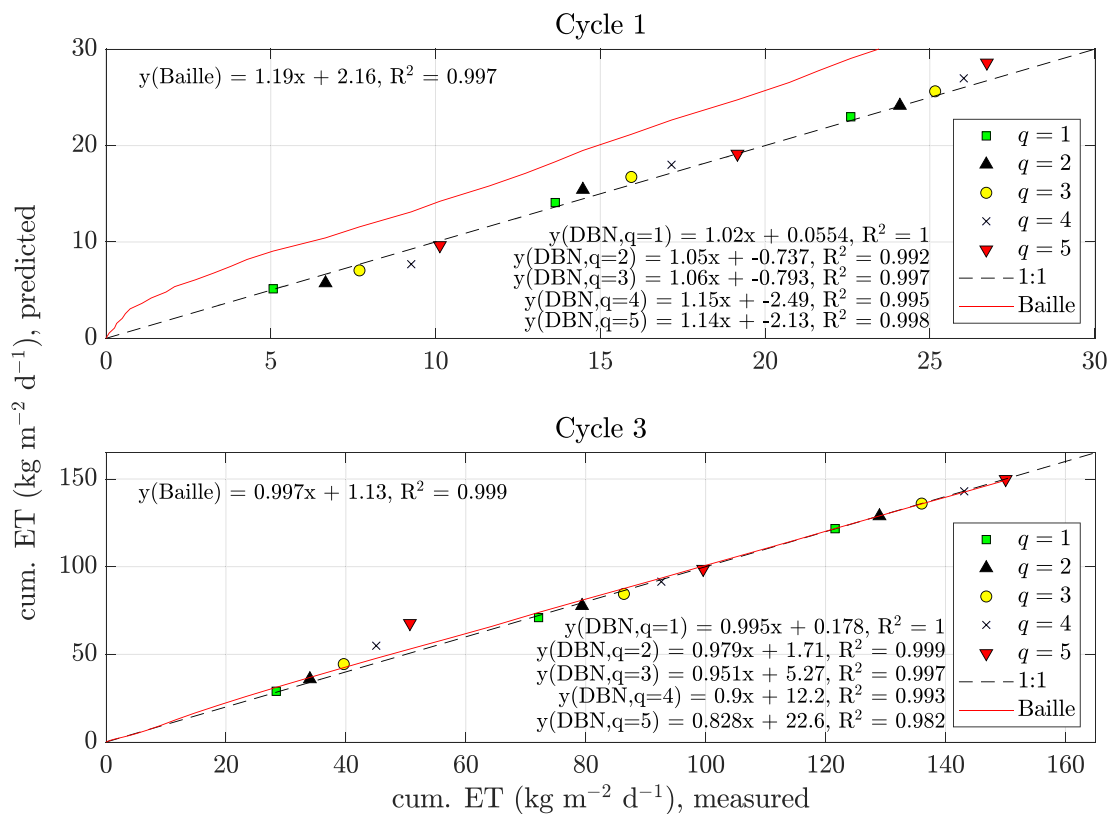 Cycle 1
30
20
10
0
y(Baille) = 1.19x + 2.16, R² = 0.997
q = 1
q = 2
q = 3
q = 4
q = 5
1:1
Baille
y(DBN,q=1) = 1.02x + 0.0554, R² = 1
y(DBN,q=2) = 1.05x + -0.737, R² = 0.992
y(DBN,q=3) = 1.06x + -0.793, R² = 0.997
y(DBN,q=4) = 1.15x + -2.49, R² = 0.995
y(DBN,q=5) = 1.14x + -2.13, R² = 0.998
0 5 10 15 20 25 30
cum. ET (kg m⁻² d⁻¹), predicted
Cycle 3
150
100
50
0
y(Baille) = 0.997x + 1.13, R² = 0.999
q = 1
q = 2
q = 3
q = 4
q = 5
1:1
Baille
y(DBN,q=1) = 0.995x + 0.178, R² = 1
y(DBN,q=2) = 0.979x + 1.71, R² = 0.999
y(DBN,q=3) = 0.951x + 5.27, R² = 0.997
y(DBN,q=4) = 0.9x + 12.2, R² = 0.993
y(DBN,q=5) = 0.828x + 22.6, R² = 0.982
0 20 40 60 80 100 120 140 160
cum. ET (kg m⁻² d⁻¹), measured